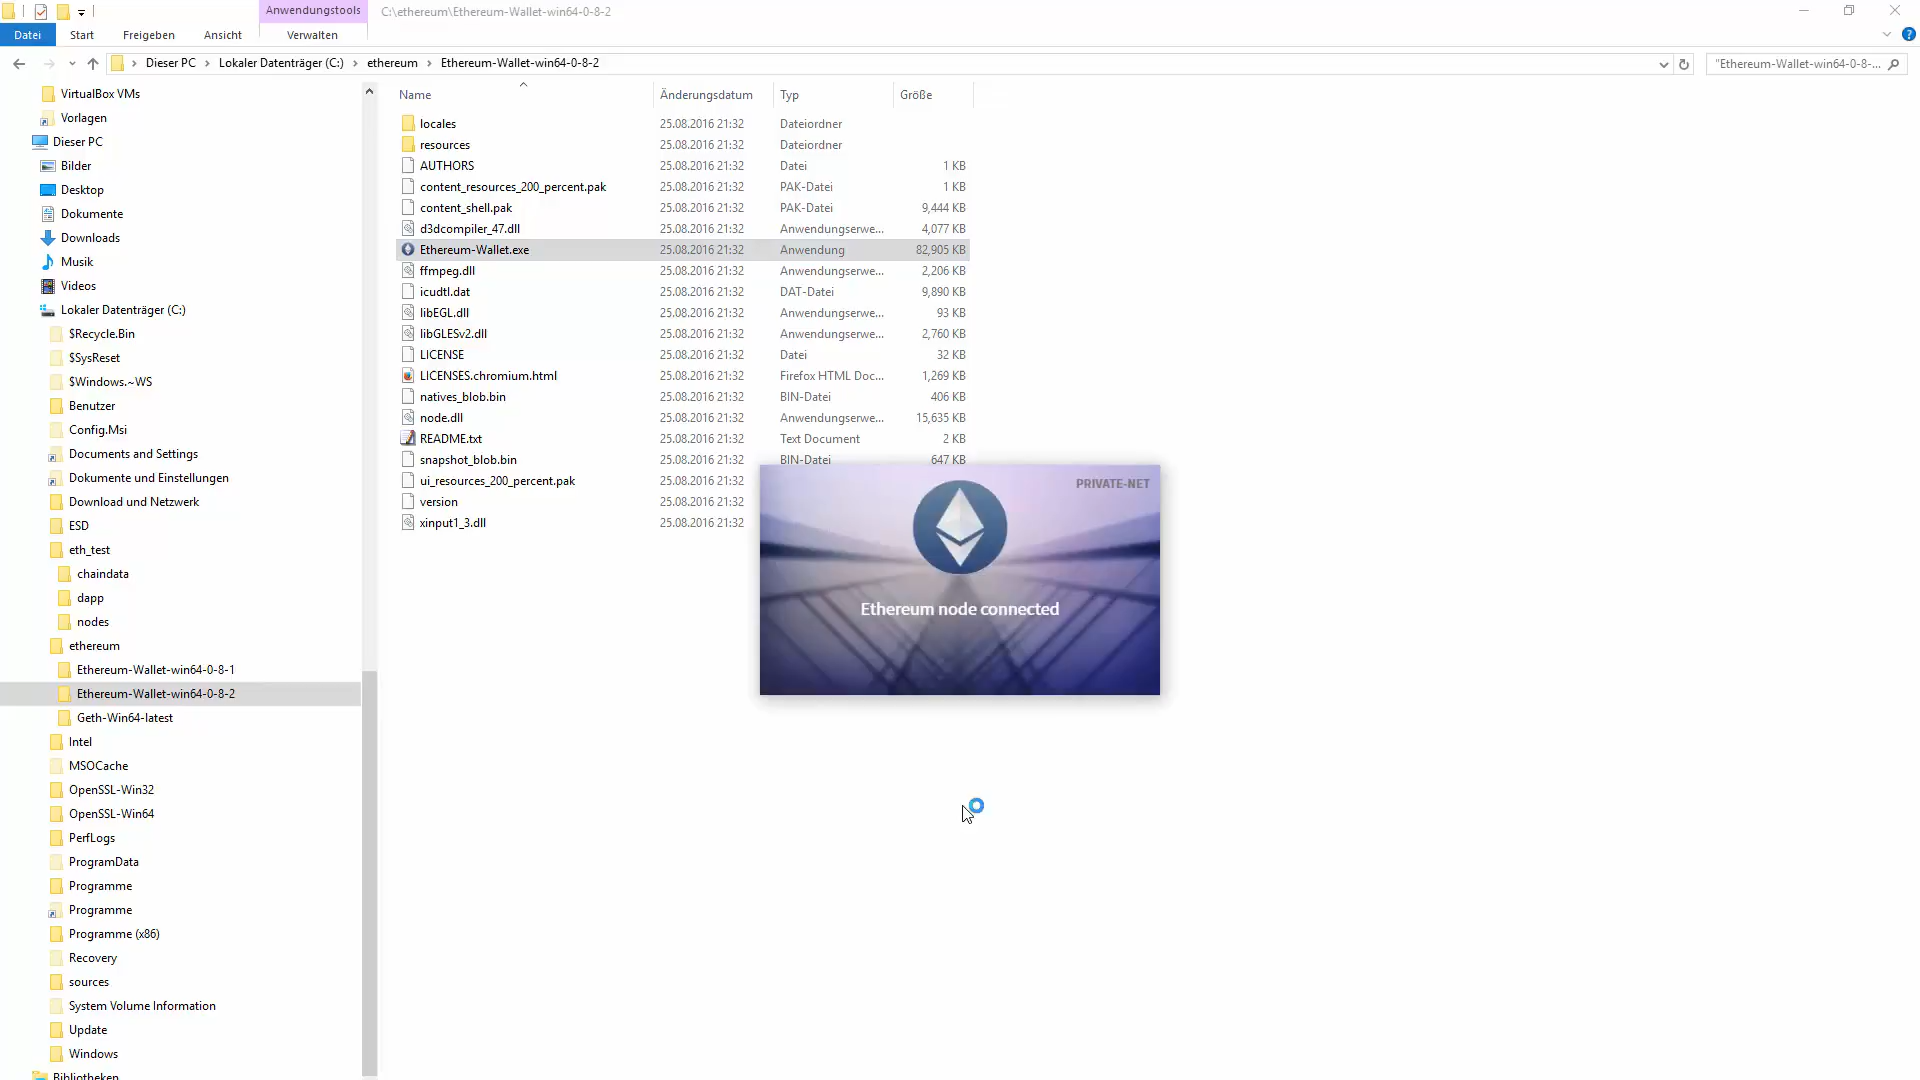 Anwendungstools
C:\ethereum\Ethereum-Wallet-win64-0-8-2
Datei
Start
Freigeben
Ansicht
Verwalten
Dieser PC
Lokaler Datenträger (C:)
ethereum
Ethereum-Wallet-win64-0-8-2
"Ethereum-Wallet-win64-0-8-...
VirtualBox VMs
Vorlagen
Dieser PC
Bilder
Desktop
Dokumente
Downloads
Musik
Videos
Lokaler Datenträger (C:)
$Recycle.Bin
$SysReset
$Windows.~WS
Benutzer
Config.Msi
Documents and Settings
Dokumente und Einstellungen
Download und Netzwerk
ESD
eth_test
chaindata
dapp
nodes
ethereum
Ethereum-Wallet-win64-0-8-1
Ethereum-Wallet-win64-0-8-2
Geth-Win64-latest
Intel
MSOCache
OpenSSL-Win32
OpenSSL-Win64
PerfLogs
ProgramData
Programme
Programme
Programme (x86)
Recovery
sources
System Volume Information
Update
Windows
Bibliotheken
Name Änderungsdatum Typ Größe
locales 25.08.2016 21:32 Dateiordner
resources 25.08.2016 21:32 Dateiordner
AUTHORS 25.08.2016 21:32 Datei 1 KB
content_resources_200_percent.pak 25.08.2016 21:32 PAK-Datei 1 KB
content_shell.pak 25.08.2016 21:32 PAK-Datei 9,444 KB
d3dcompiler_47.dll 25.08.2016 21:32 Anwendungserwe... 4,077 KB
Ethereum-Wallet.exe 25.08.2016 21:32 Anwendung 82,905 KB
ffmpeg.dll 25.08.2016 21:32 Anwendungserwe... 2,206 KB
icudtl.dat 25.08.2016 21:32 DAT-Datei 9,890 KB
libEGL.dll 25.08.2016 21:32 Anwendungserwe... 93 KB
libGLESv2.dll 25.08.2016 21:32 Anwendungserwe... 2,760 KB
LICENSE 25.08.2016 21:32 Datei 32 KB
LICENSES.chromium.html 25.08.2016 21:32 Firefox HTML Doc... 1,269 KB
natives_blob.bin 25.08.2016 21:32 BIN-Datei 406 KB
node.dll 25.08.2016 21:32 Anwendungserwe... 15,635 KB
README.txt 25.08.2016 21:32 Text Document 2 KB
snapshot_blob.bin 25.08.2016 21:32 BIN-Datei 647 KB
ui_resources_200_percent.pak 25.08.2016 21:32
version 25.08.2016 21:32
xinput1_3.dll 25.08.2016 21:32
PRIVATE-NET
Ethereum node connected